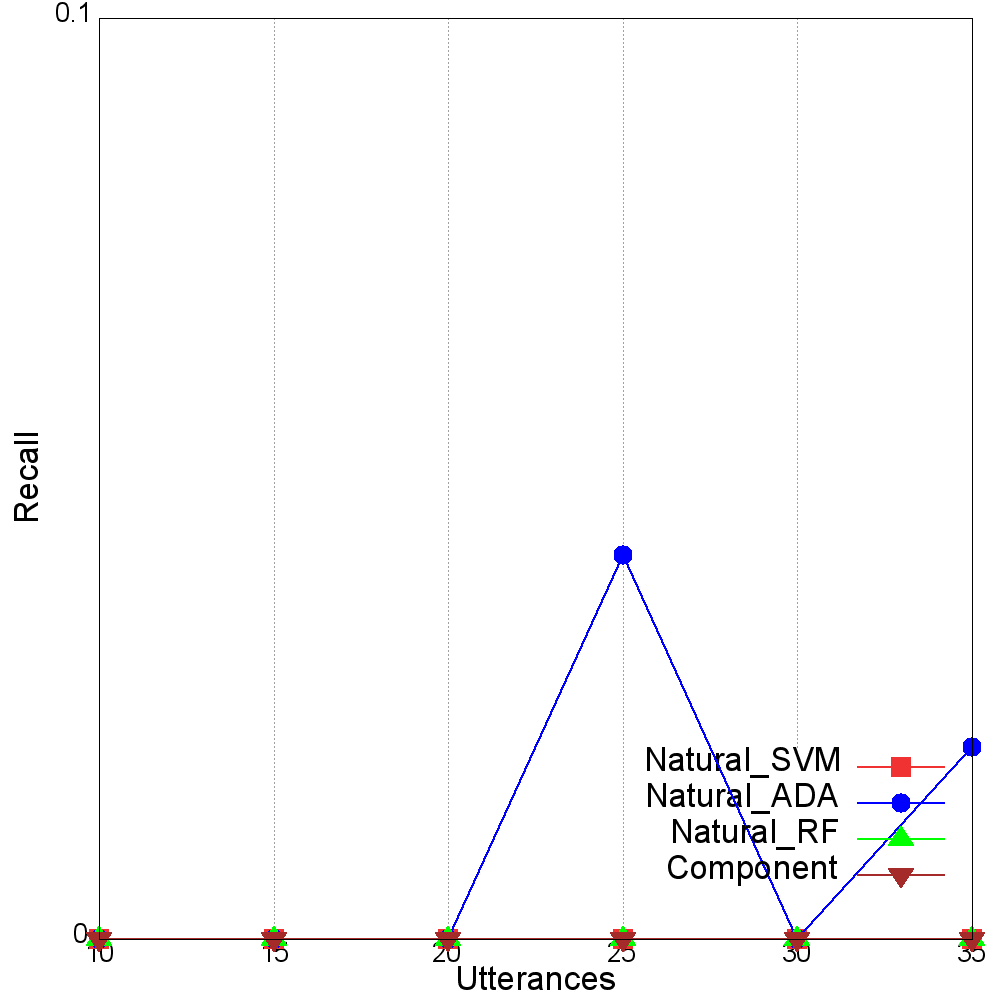 0.1
Recall
Natural_SVM
Natural_ADA
Natural_RF
Component
0
10 15 20 25 30 35
Utterances